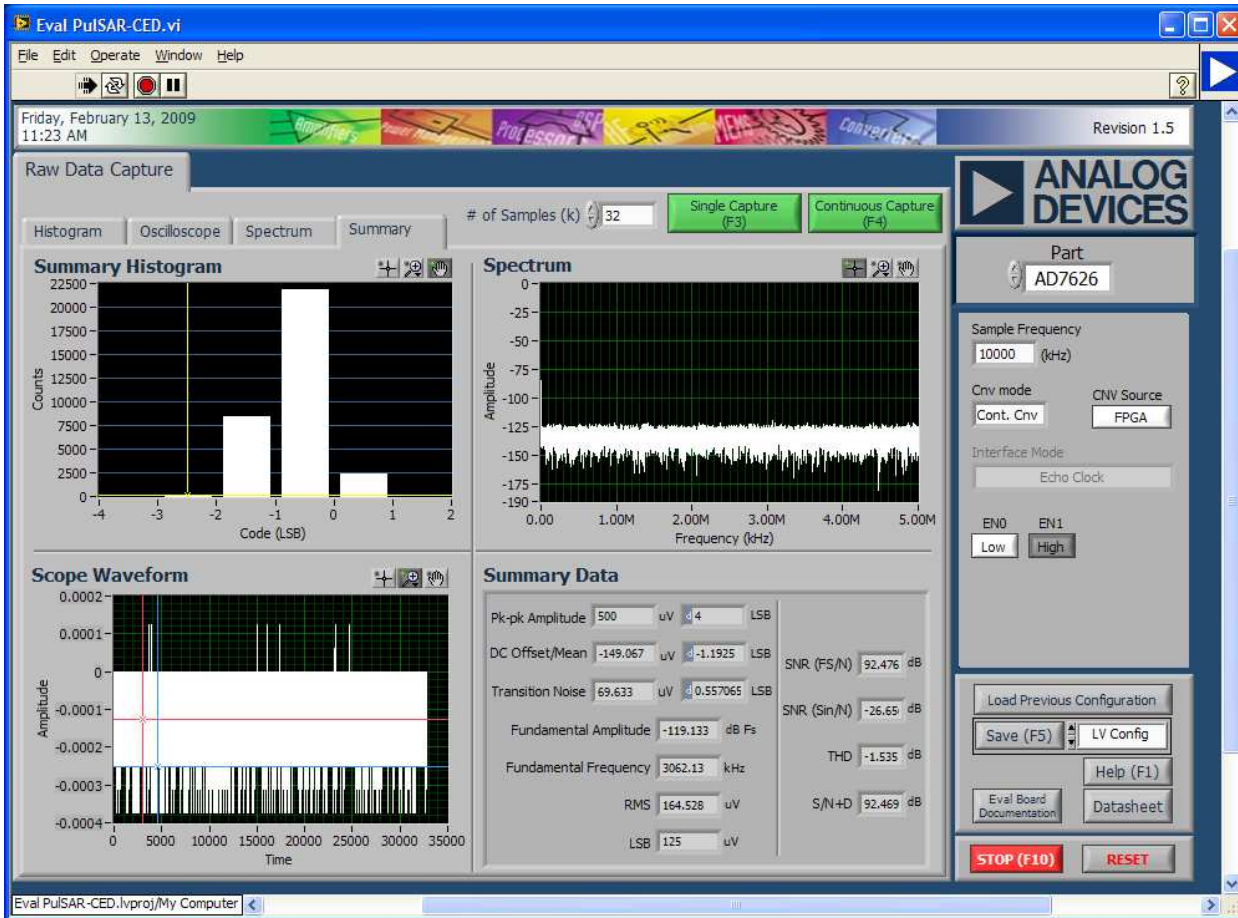 Eval PulSAR-CED.vi
File Edit Operate Window Help
Friday, February 13, 2009
11:23 AM
Amplifiers Power Management Processor DSP MEMS Converters
Revision 1.5
Raw Data Capture
ANALOG
DEVICES
# of Samples (k) 32
Single Capture
(F3)
Continuous Capture
(F4)
Histogram Oscilloscope Spectrum Summary
Part
AD7626
Summary Histogram
22500
20000
17500
15000
12500
10000
7500
5000
2500
0
Counts
-4 -3 -2 -1 0 1 2
Code (LSB)
Spectrum
0
-25
-50
-75
-100
-125
-150
-175
-190
Amplitude
0.00 1.00M 2.00M 3.00M 4.00M 5.00M
Frequency (kHz)
Sample Frequency
10000 (kHz)
Cnv mode
Cont. Cnv
CNV Source
FPGA
Interface Mode
Echo Clock
EN0 EN1
Low High
Scope Waveform
0.0002
0.0001
0
-0.0001
-0.0002
-0.0003
-0.0004
Amplitude
0 5000 10000 15000 20000 25000 30000 35000
Time
Summary Data
Pk-pk Amplitude 500 uV d 4 LSB
DC Offset/Mean -149.067 uV d -1.1925 LSB
Transition Noise 69.633 uV d 0.557065 LSB
Fundamental Amplitude -119.133 dB Fs
Fundamental Frequency 3062.13 kHz
RMS 164.528 uV
LSB 125 uV
SNR (FS/N) 92.476 dB
SNR (Sin/N) -26.65 dB
THD -1.535 dB
S/N+D 92.469 dB
Load Previous Configuration
Save (F5) LV Config
Help (F1)
Eval Board
Documentation
Datasheet
STOP (F10) RESET
Eval PulSAR-CED.lvproj/My Computer